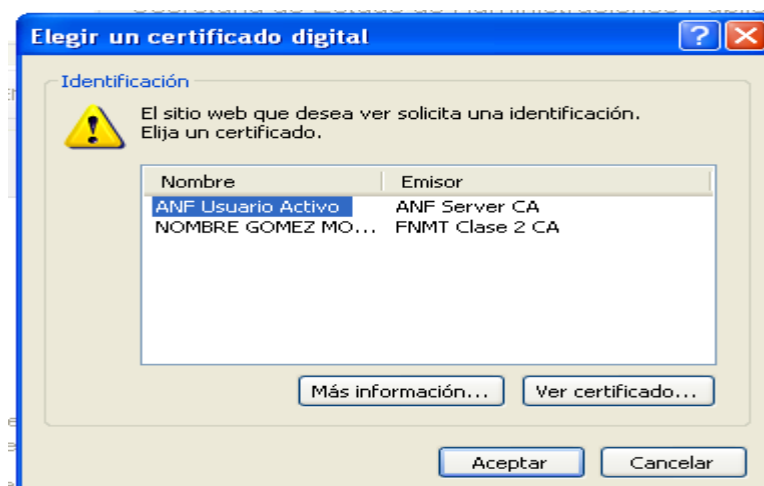 Elegir un certificado digital
Identificación
El sitio web que desea ver solicita una identificación.
Elija un certificado.
Nombre Emisor
ANF Usuario Activo ANF Server CA
NOMBRE GOMEZ MO... FNMT Clase 2 CA
Más información... Ver certificado...
Aceptar Cancelar